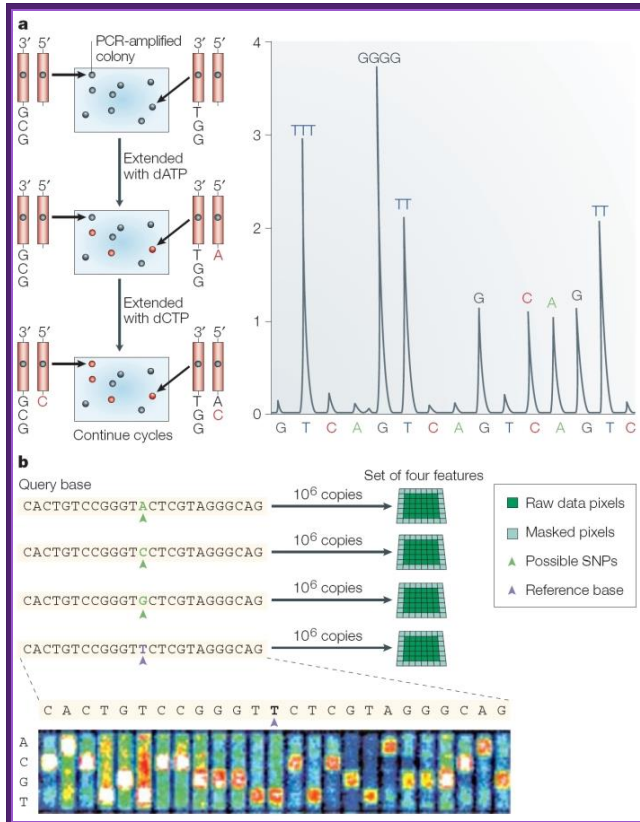 a
PCR-amplified
colony
3′ 5′
3′ 5′
G
C
G
T
G
G
Extended
with dATP
3′ 5′
3′ 5′
G
C
G
T
G
G
A
Extended
with dCTP
3′ 5′
3′ 5′
G
C
G
C
T
G
G
A
C
Continue cycles
4
3
2
1
0
TTT
GGGG
TT
G
C
A
G
TT
G T C A G T C A G T C A G T C
b
Query base
Set of four features
CACTGTCCGGGTACTCGTAGGGCAG
10⁶ copies
CACTGTCCGGGTCCTCGTAGGGCAG
10⁶ copies
CACTGTCCGGGTGCTCGTAGGGCAG
10⁶ copies
CACTGTCCGGGTTCTCGTAGGGCAG
10⁶ copies
Raw data pixels
Masked pixels
Possible SNPs
Reference base
C A C T G T C C G G G T T C T C G T A G G G C A G
A
C
G
T